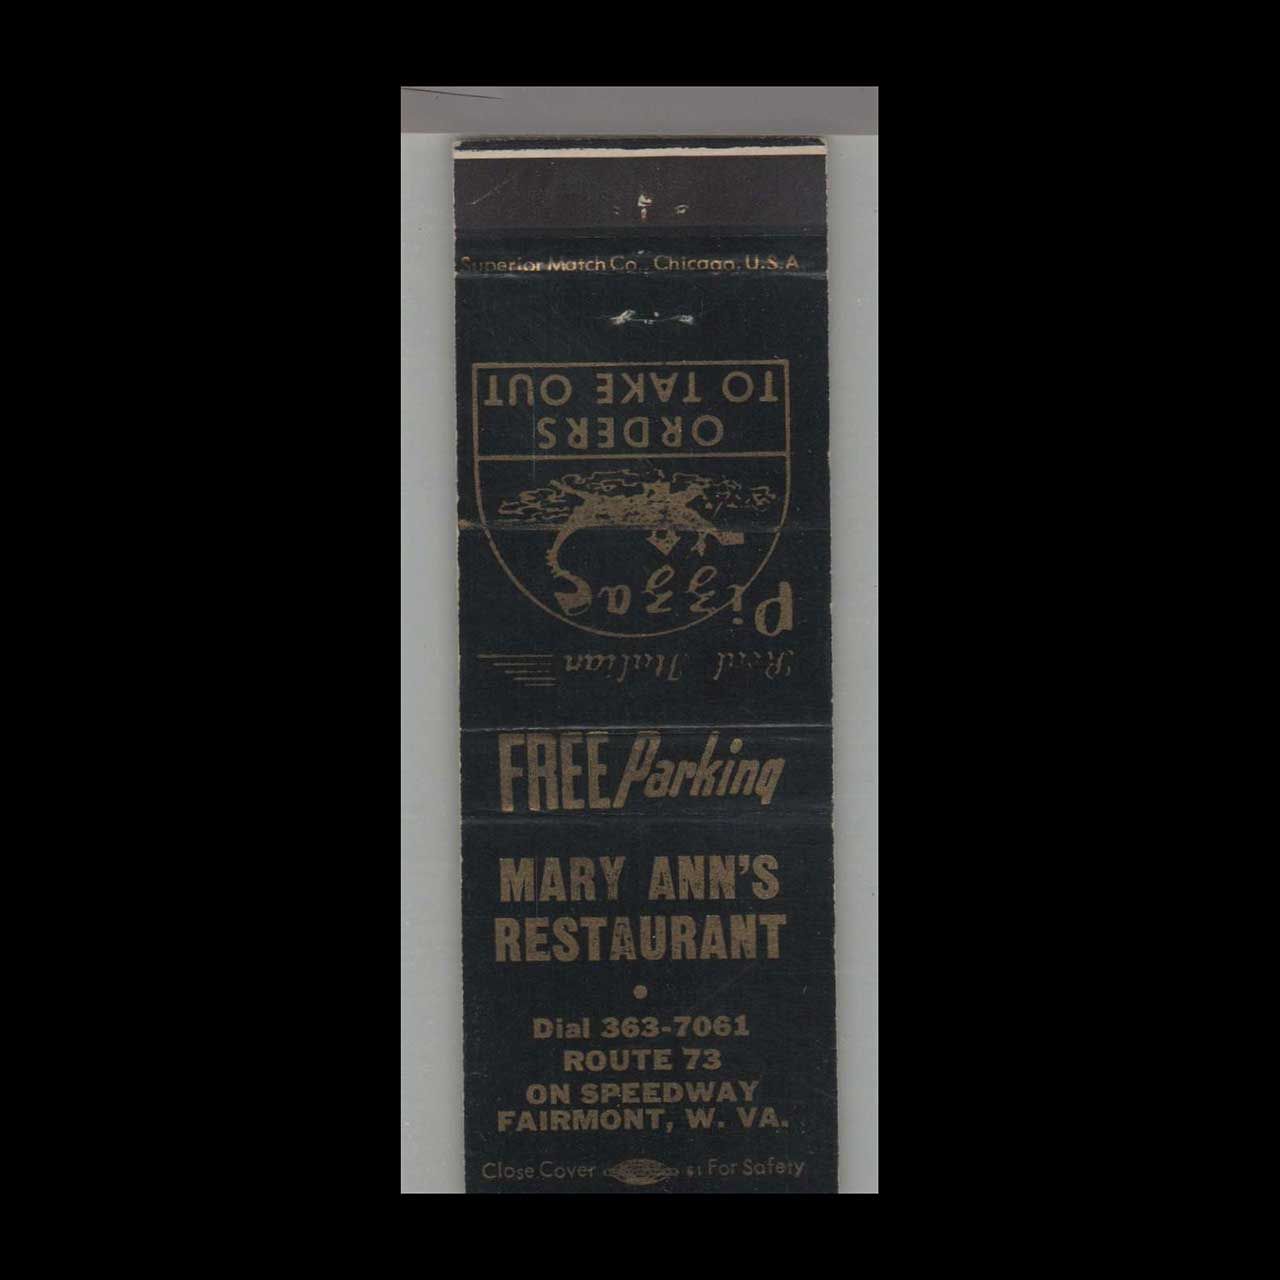 Superior Match Co., Chicago, U.S.A
Real Italian
Pizzas
ORDERS
TO TAKE OUT
FREE Parking
MARY ANN'S
RESTAURANT
•
Dial 363-7061
ROUTE 73
ON SPEEDWAY
FAIRMONT, W. VA.
Close Cover For Safety